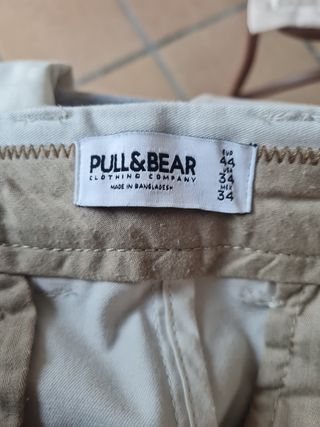 PULL&BEAR
CLOTHING COMPANY
MADE IN BANGLADESH
EUR
44
USA
34
MEX
34